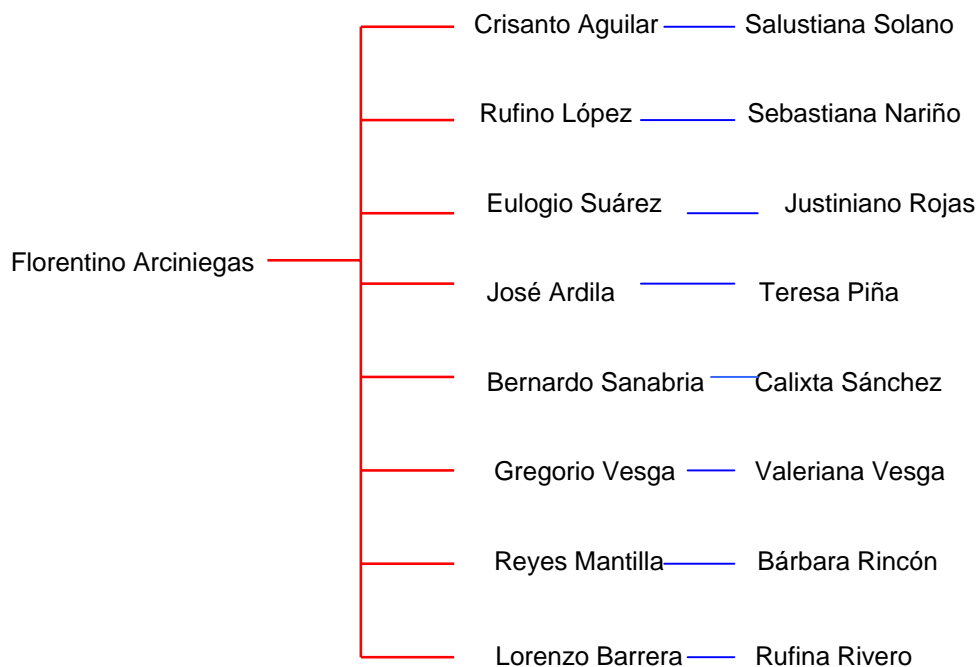 Crisanto Aguilar Salustiana Solano
Rufino López Sebastiana Nariño
Eulogio Suárez Justiniano Rojas
Florentino Arciniegas
José Ardila Teresa Piña
Bernardo Sanabria Calixta Sánchez
Gregorio Vesga Valeriana Vesga
Reyes Mantilla Bárbara Rincón
Lorenzo Barrera Rufina Rivero